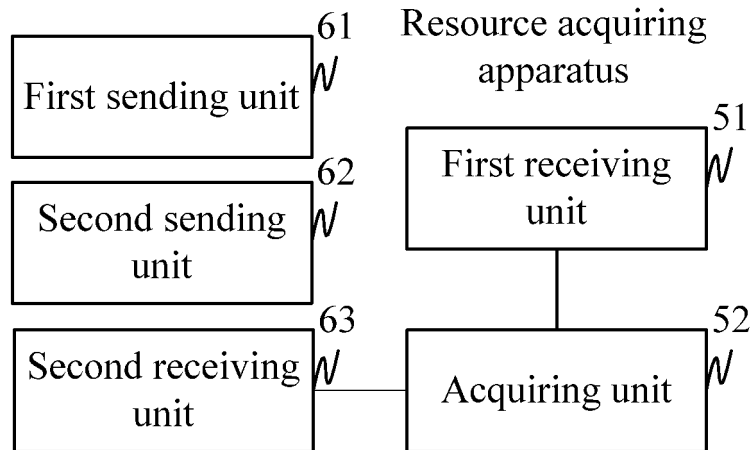 61
Resource acquiring
apparatus
First sending unit
51
First receiving
unit
62
Second sending
unit
63
Second receiving
unit
52
Acquiring unit